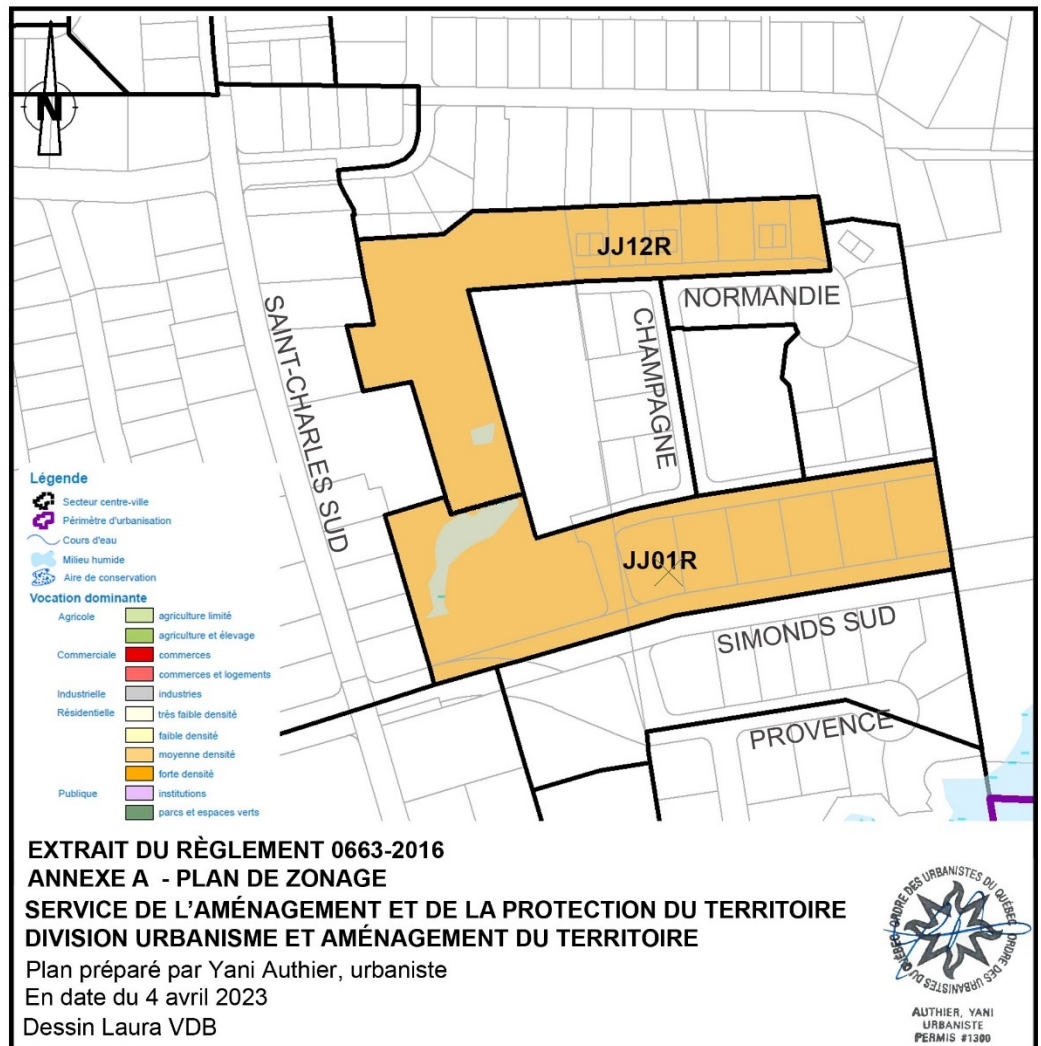 N
JJ12R
NORMANDIE
CHAMPAGNE
SAINT-CHARLES SUD
JJ01R
SIMONDS SUD
PROVENCE
Légende
Secteur centre-ville
Périmètre d'urbanisation
Cours d'eau
Milieu humide
Aire de conservation
Vocation dominante
Agricole agriculture limité
agriculture et élevage
Commerciale commerces
commerces et logements
Industrielle industries
Résidentielle très faible densité
faible densité
moyenne densité
forte densité
Publique institutions
parcs et espaces verts
EXTRAIT DU RÈGLEMENT 0663-2016
ANNEXE A - PLAN DE ZONAGE
SERVICE DE L'AMÉNAGEMENT ET DE LA PROTECTION DU TERRITOIRE
DIVISION URBANISME ET AMÉNAGEMENT DU TERRITOIRE
Plan préparé par Yani Authier, urbaniste
En date du 4 avril 2023
Dessin Laura VDB
ORDRE DES URBANISTES DU QUÉBEC ORDRE DES URBANISTES DU QUÉBEC
AUTHIER, YANI
URBANISTE
PERMIS #1300